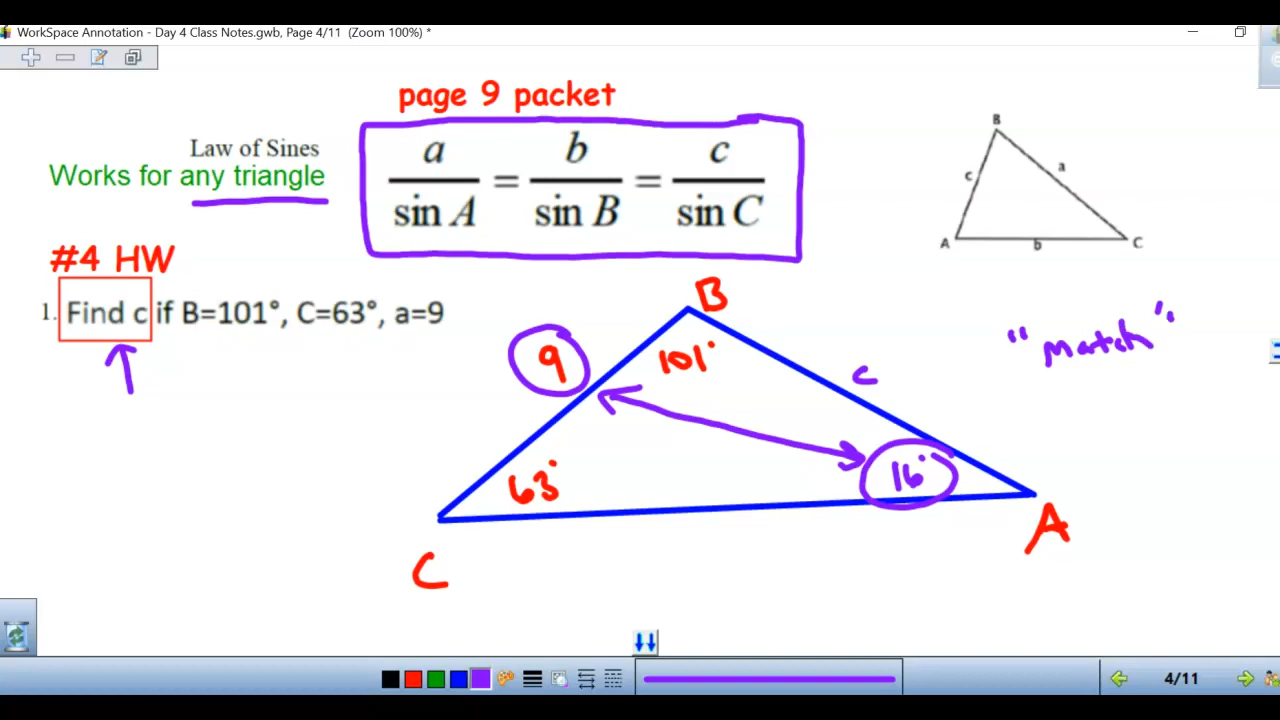 WorkSpace Annotation - Day 4 Class Notes.gwb, Page 4/11 (Zoom 100%) *
page 9 packet
Law of Sines
Works for any triangle
a/sin A = b/sin B = c/sin C
B
c
a
A
b
C
#4 HW
1. Find c if B=101°, C=63°, a=9
B
9
101°
c
"match"
63°
16°
C
A
4/11